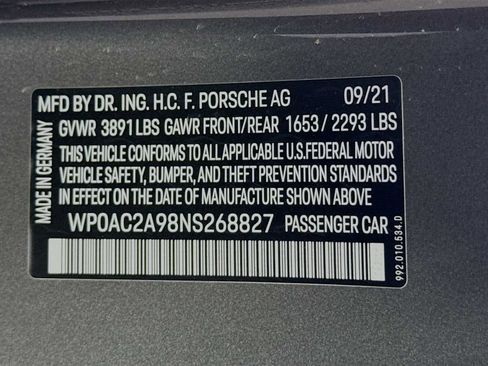 MFD BY DR. ING. H.C. F. PORSCHE AG 09/21
GVWR 3891 LBS GAWR FRONT/REAR 1653 / 2293 LBS
THIS VEHICLE CONFORMS TO ALL APPLICABLE U.S.FEDERAL MOTOR
VEHICLE SAFETY, BUMPER, AND THEFT PREVENTION STANDARDS
IN EFFECT ON THE DATE OF MANUFACTURE SHOWN ABOVE
WP0AC2A98NS268827 PASSENGER CAR
MADE IN GERMANY
992.010.534.D